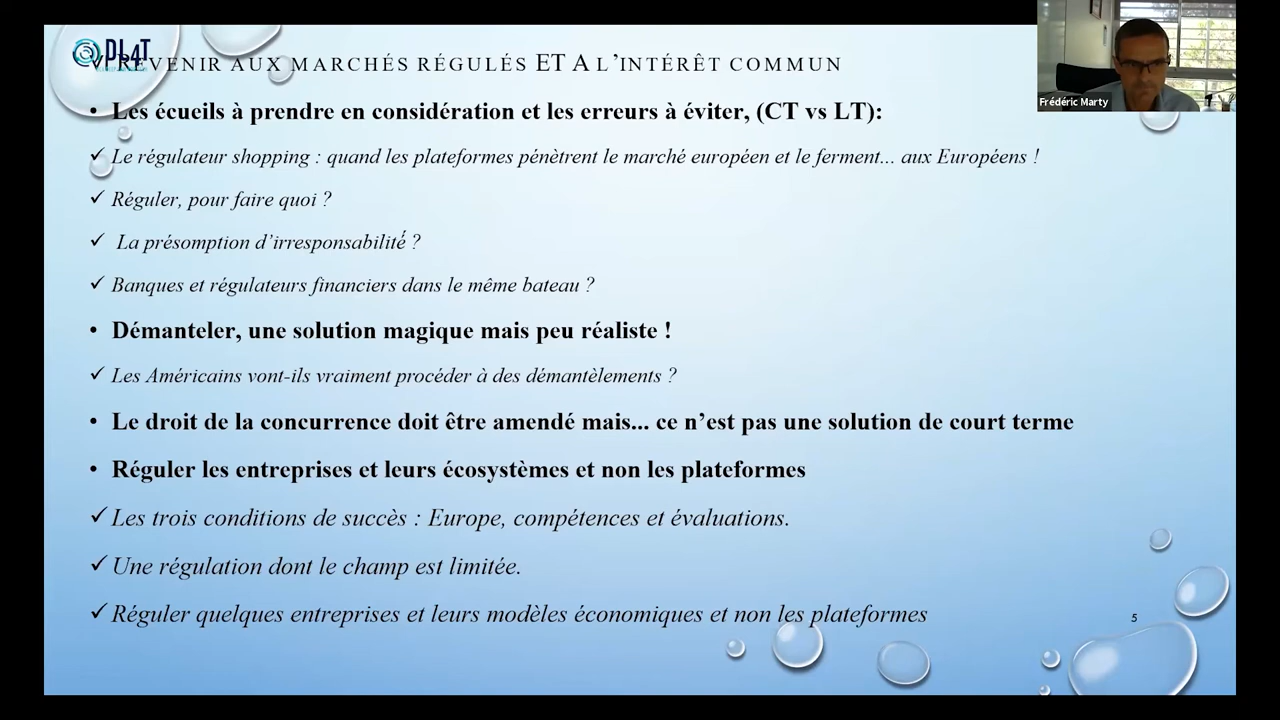 DL4T
V REVENIR AUX MARCHÉS RÉGULÉS ET A L'INTÉRÊT COMMUN
Frédéric Marty
• Les écueils à prendre en considération et les erreurs à éviter, (CT vs LT):
✓ Le régulateur shopping : quand les plateformes pénètrent le marché européen et le ferment... aux Européens !
✓ Réguler, pour faire quoi ?
✓ La présomption d'irresponsabilité ?
✓ Banques et régulateurs financiers dans le même bateau ?
• Démanteler, une solution magique mais peu réaliste !
✓ Les Américains vont-ils vraiment procéder à des démantèlements ?
• Le droit de la concurrence doit être amendé mais... ce n'est pas une solution de court terme
• Réguler les entreprises et leurs écosystèmes et non les plateformes
✓ Les trois conditions de succès : Europe, compétences et évaluations.
✓ Une régulation dont le champ est limitée.
✓ Réguler quelques entreprises et leurs modèles économiques et non les plateformes
5